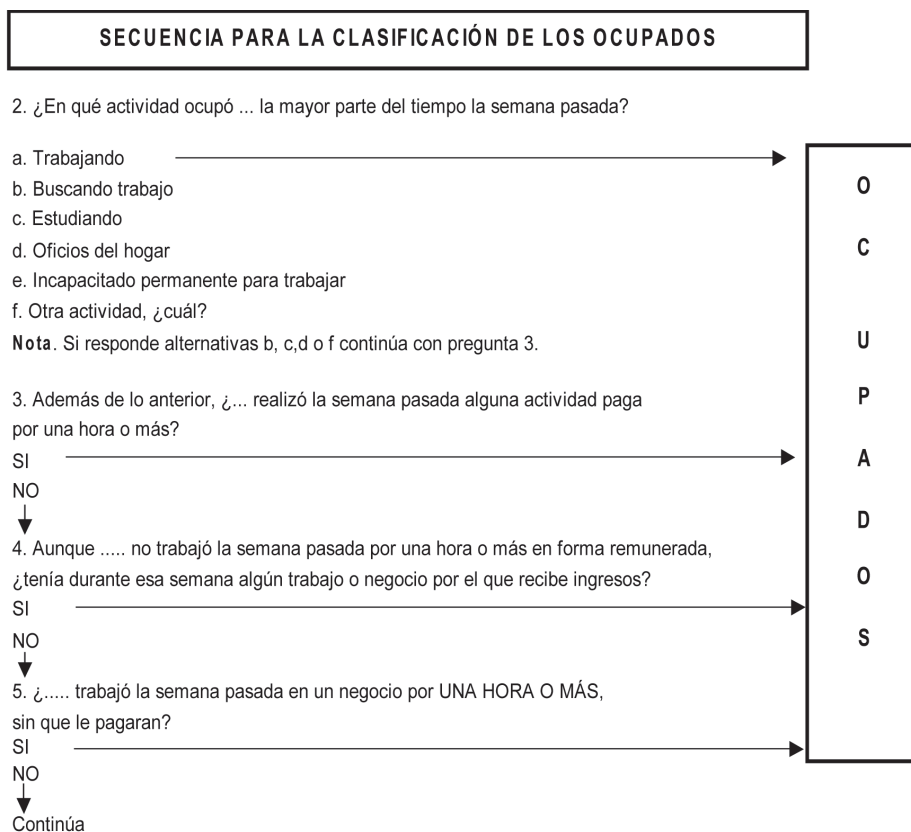 SECUENCIA PARA LA CLASIFICACIÓN DE LOS OCUPADOS
2. ¿En qué actividad ocupó ... la mayor parte del tiempo la semana pasada?
a. Trabajando
b. Buscando trabajo
c. Estudiando
d. Oficios del hogar
e. Incapacitado permanente para trabajar
f. Otra actividad, ¿cuál?
Nota. Si responde alternativas b, c,d o f continúa con pregunta 3.
3. Además de lo anterior, ¿... realizó la semana pasada alguna actividad paga
por una hora o más?
SI
NO
4. Aunque ..... no trabajó la semana pasada por una hora o más en forma remunerada,
¿tenía durante esa semana algún trabajo o negocio por el que recibe ingresos?
SI
NO
5. ¿..... trabajó la semana pasada en un negocio por UNA HORA O MÁS,
sin que le pagaran?
SI
NO
Continúa
O
C
U
P
A
D
O
S